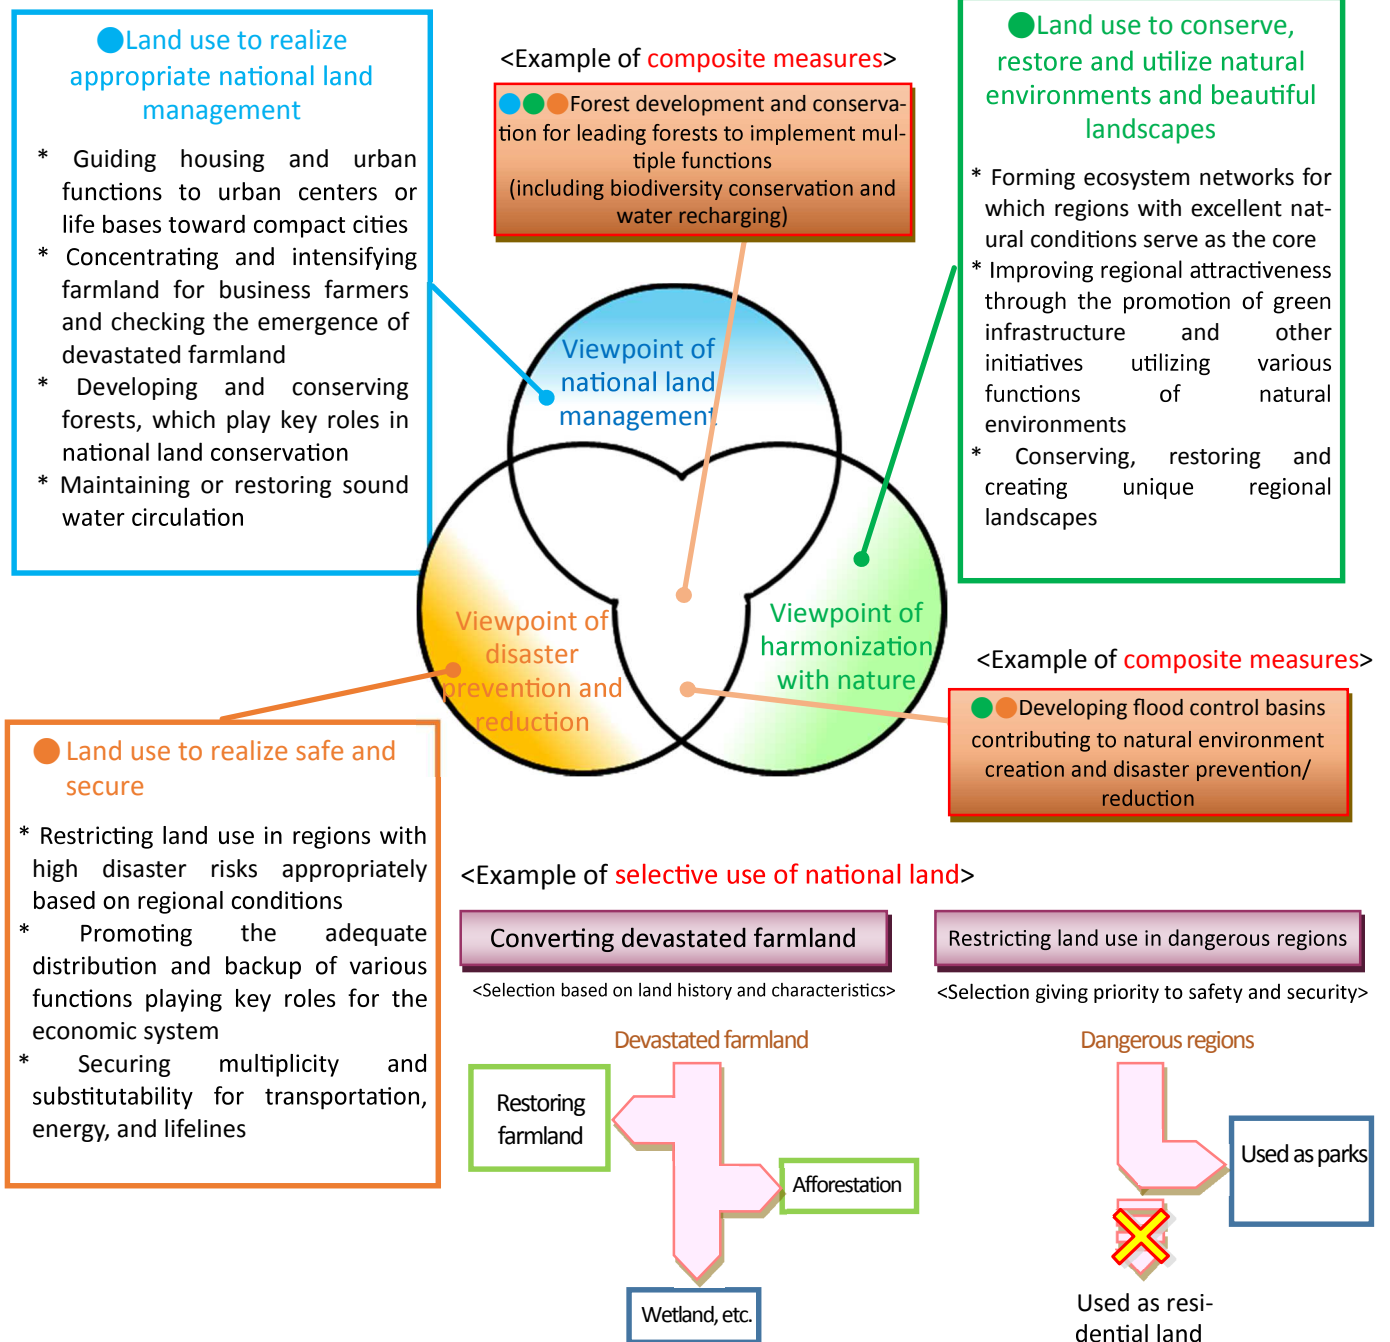 ●Land use to realize
appropriate national land
management
* Guiding housing and urban
functions to urban centers or
life bases toward compact cities
* Concentrating and intensifying
farmland for business farmers
and checking the emergence of
devastated farmland
* Developing and conserving
forests, which play key roles in
national land conservation
* Maintaining or restoring sound
water circulation
<Example of composite measures>
●●●Forest development and conserva-
tion for leading forests to implement mul-
tiple functions
(including biodiversity conservation and
water recharging)
●Land use to conserve,
restore and utilize natural
environments and beautiful
landscapes
* Forming ecosystem networks for
which regions with excellent nat-
ural conditions serve as the core
* Improving regional attractiveness
through the promotion of green
infrastructure and other
initiatives utilizing various
functions of natural
environments
* Conserving, restoring and
creating unique regional
landscapes
Viewpoint of
national land
management
Viewpoint of
disaster
prevention and
reduction
Viewpoint of
harmonization
with nature
<Example of composite measures>
●●Developing flood control basins
contributing to natural environment
creation and disaster prevention/
reduction
●Land use to realize safe and
secure
* Restricting land use in regions with
high disaster risks appropriately
based on regional conditions
* Promoting the adequate
distribution and backup of various
functions playing key roles for the
economic system
* Securing multiplicity and
substitutability for transportation,
energy, and lifelines
<Example of selective use of national land>
Converting devastated farmland
<Selection based on land history and characteristics>
Devastated farmland
Restoring
farmland
Afforestation
Wetland, etc.
Restricting land use in dangerous regions
<Selection giving priority to safety and security>
Dangerous regions
Used as parks
Used as resi-
dential land